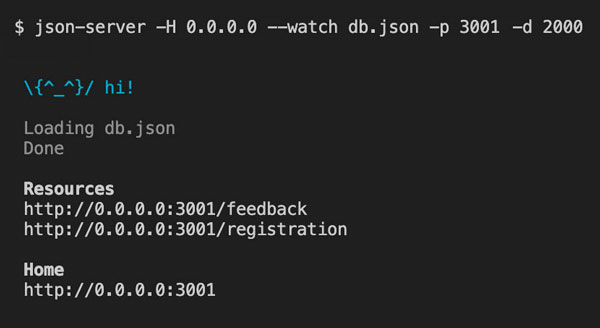 $ json-server -H 0.0.0.0 --watch db.json -p 3001 -d 2000
\{^_^}/ hi!
Loading db.json
Done
Resources
http://0.0.0.0:3001/feedback
http://0.0.0.0:3001/registration
Home
http://0.0.0.0:3001